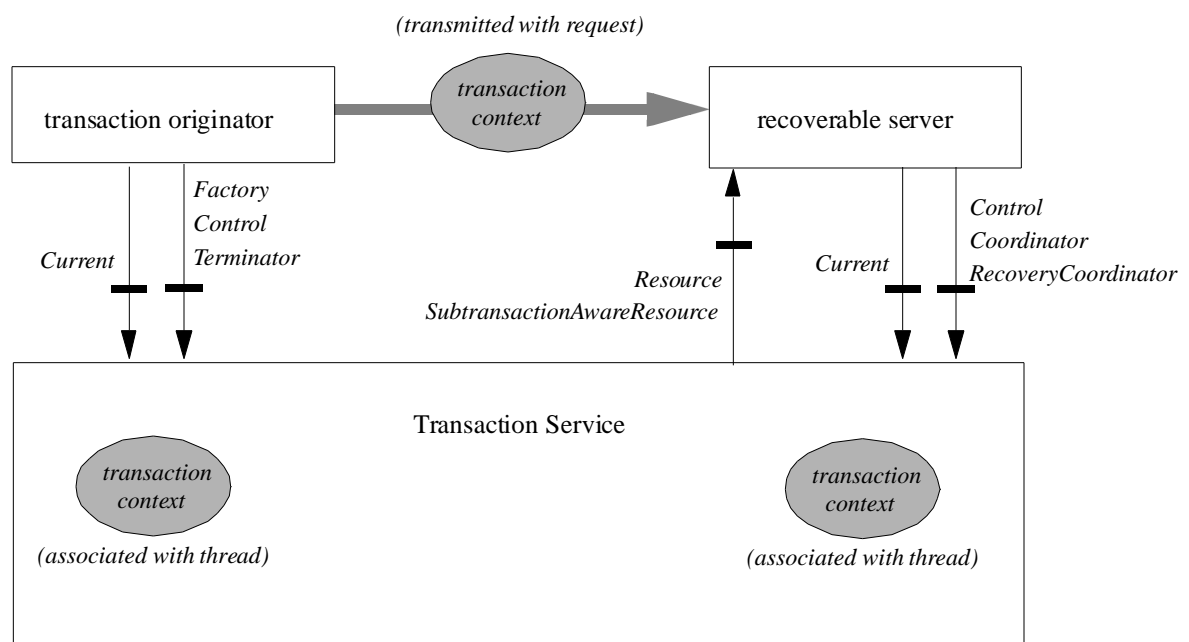 (transmitted with request)
transaction originator
transaction
context
recoverable server
Factory
Control
Terminator
Current
Resource
SubtransactionAwareResource
Current
Control
Coordinator
RecoveryCoordinator
Transaction Service
transaction
context
(associated with thread)
transaction
context
(associated with thread)